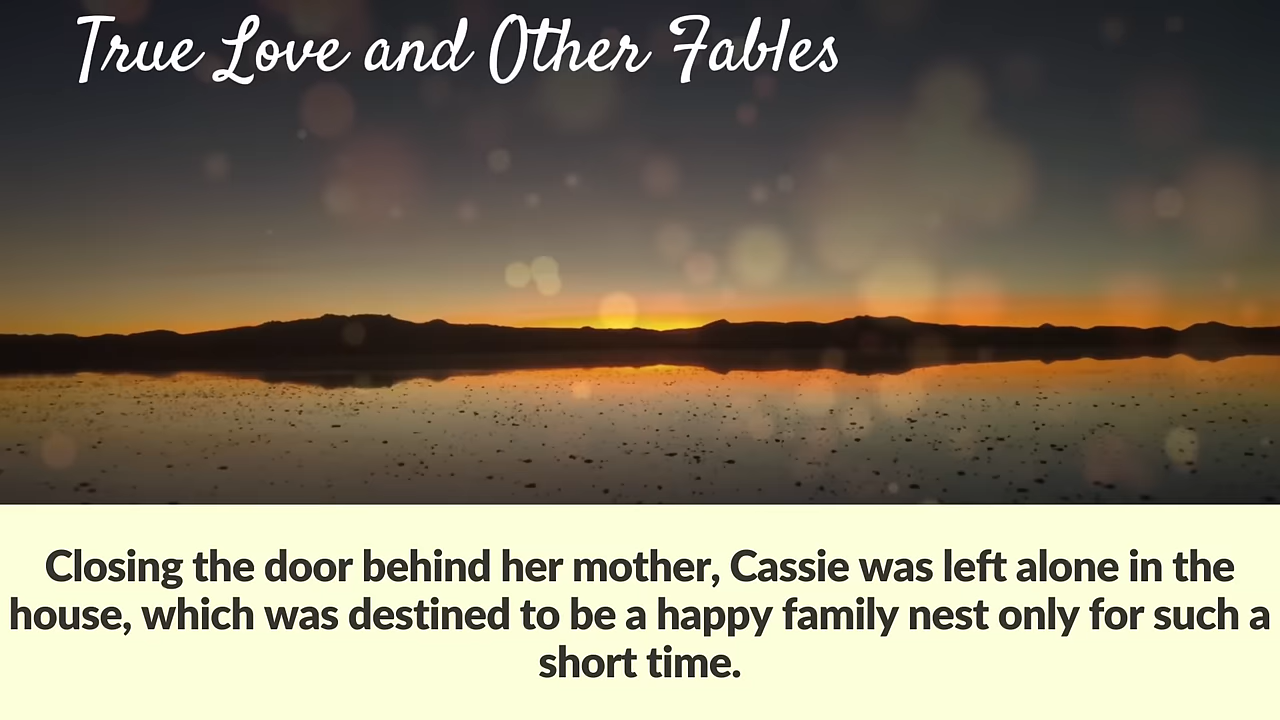 True Love and Other Fables
Closing the door behind her mother, Cassie was left alone in the
house, which was destined to be a happy family nest only for such a
short time.